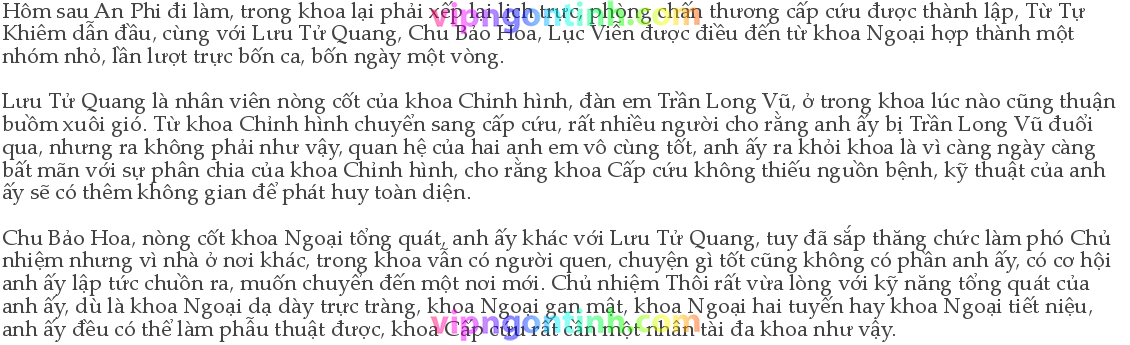 Hôm sau An Phi đi làm, trong khoa lại phải xếp lại lịch trực, phòng chấn thương cấp cứu được thành lập, Từ Tự
Khiêm dẫn đầu, cùng với Lưu Tử Quang, Chu Bảo Hoa, Lục Viễn được điều đến từ khoa Ngoại hợp thành một
nhóm nhỏ, lần lượt trực bốn ca, bốn ngày một vòng.
Lưu Tử Quang là nhân viên nòng cốt của khoa Chỉnh hình, đàn em Trần Long Vũ, ở trong khoa lúc nào cũng thuận
buồm xuôi gió. Từ khoa Chỉnh hình chuyển sang cấp cứu, rất nhiều người cho rằng anh ấy bị Trần Long Vũ đuổi
qua, nhưng ra không phải như vậy, quan hệ của hai anh em vô cùng tốt, anh ấy ra khỏi khoa là vì càng ngày càng
bất mãn với sự phân chia của khoa Chỉnh hình, cho rằng khoa Cấp cứu không thiếu nguồn bệnh, kỹ thuật của anh
ấy sẽ có thêm không gian để phát huy toàn diện.
Chu Bảo Hoa, nòng cốt khoa Ngoại tổng quát, anh ấy khác với Lưu Tử Quang, tuy đã sắp thăng chức làm phó Chủ
nhiệm nhưng vì nhà ở nơi khác, trong khoa vẫn có người quen, chuyện gì tốt cũng không có phần anh ấy, có cơ hội
anh ấy lập tức chuồn ra, muốn chuyển đến một nơi mới. Chủ nhiệm Thôi rất vừa lòng với kỹ năng tổng quát của
anh ấy, dù là khoa Ngoại dạ dày trực tràng, khoa Ngoại gan mật, khoa Ngoại hai tuyến hay khoa Ngoại tiết niệu,
anh ấy đều có thể làm phẫu thuật được, khoa Cấp cứu rất cần một nhân tài đa khoa như vậy.
vipngontinh.com
vipngontinh.com